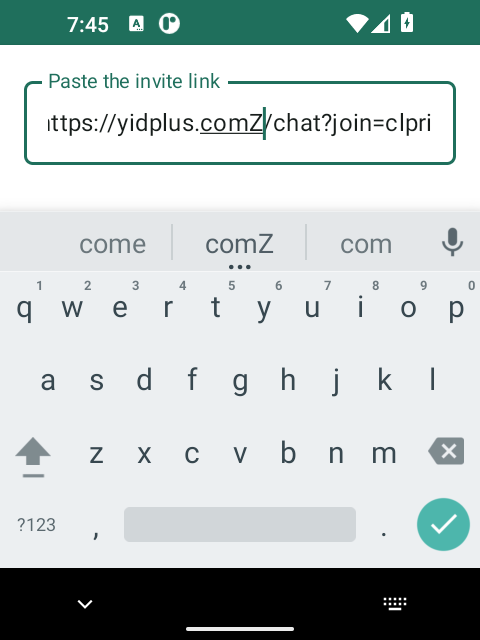 7:45
Paste the invite link
ttps://yidplus.comZ/chat?join=clpri
come comZ com
1 2 3 4 5 6 7 8 9 0
q w e r t y u i o p
a s d f g h j k l
z x c v b n m
?123 , .